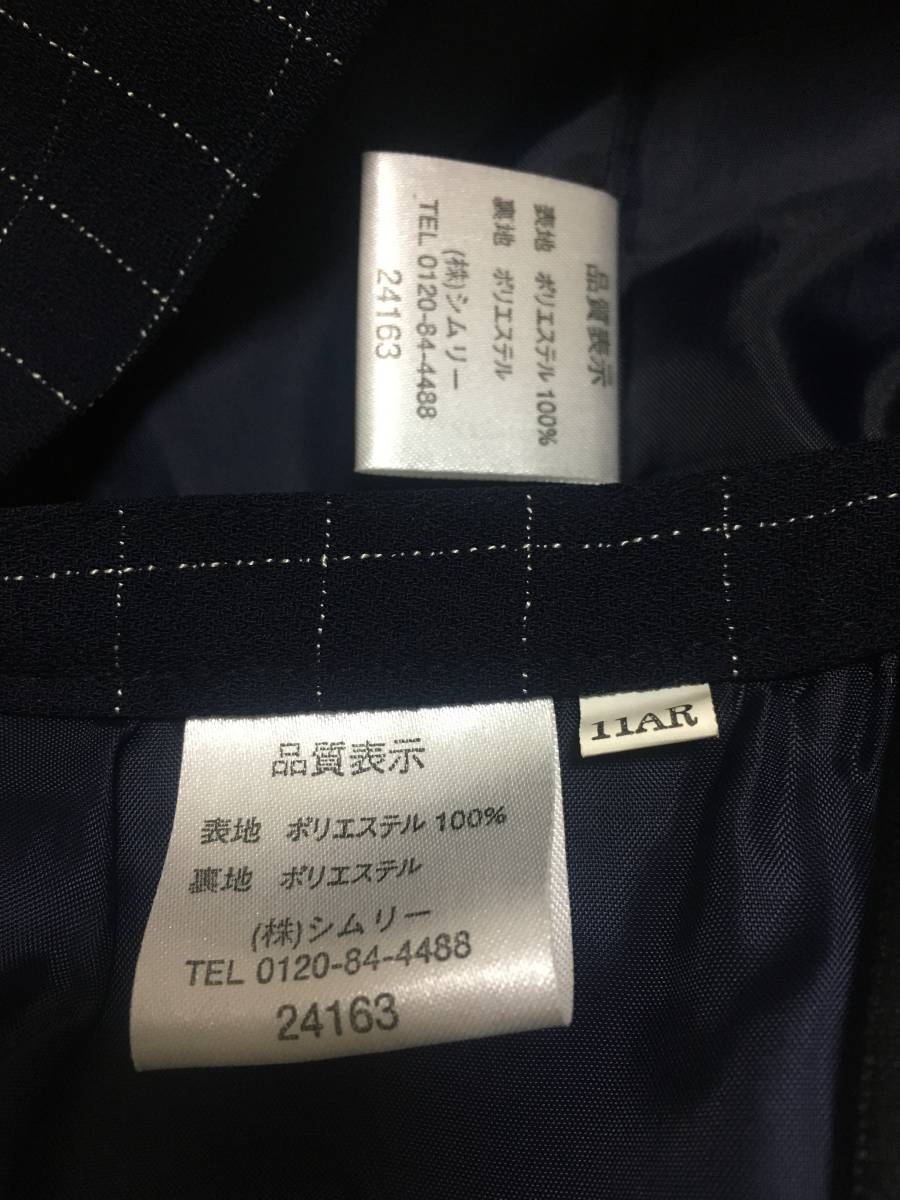 品質表示
表地 ポリエステル 100%
裏地 ポリエステル
(株)シムリー
TEL 0120-84-4488
24163
11AR
品質表示
表地 ポリエステル 100%
裏地 ポリエステル
(株)シムリー
TEL 0120-84-4488
24163